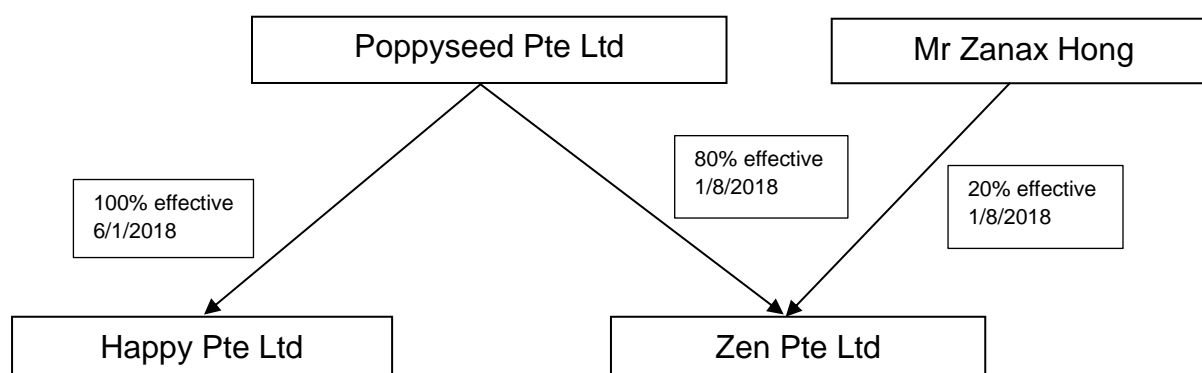 Poppyseed Pte Ltd
Mr Zanax Hong
100% effective
6/1/2018
80% effective
1/8/2018
20% effective
1/8/2018
Happy Pte Ltd
Zen Pte Ltd